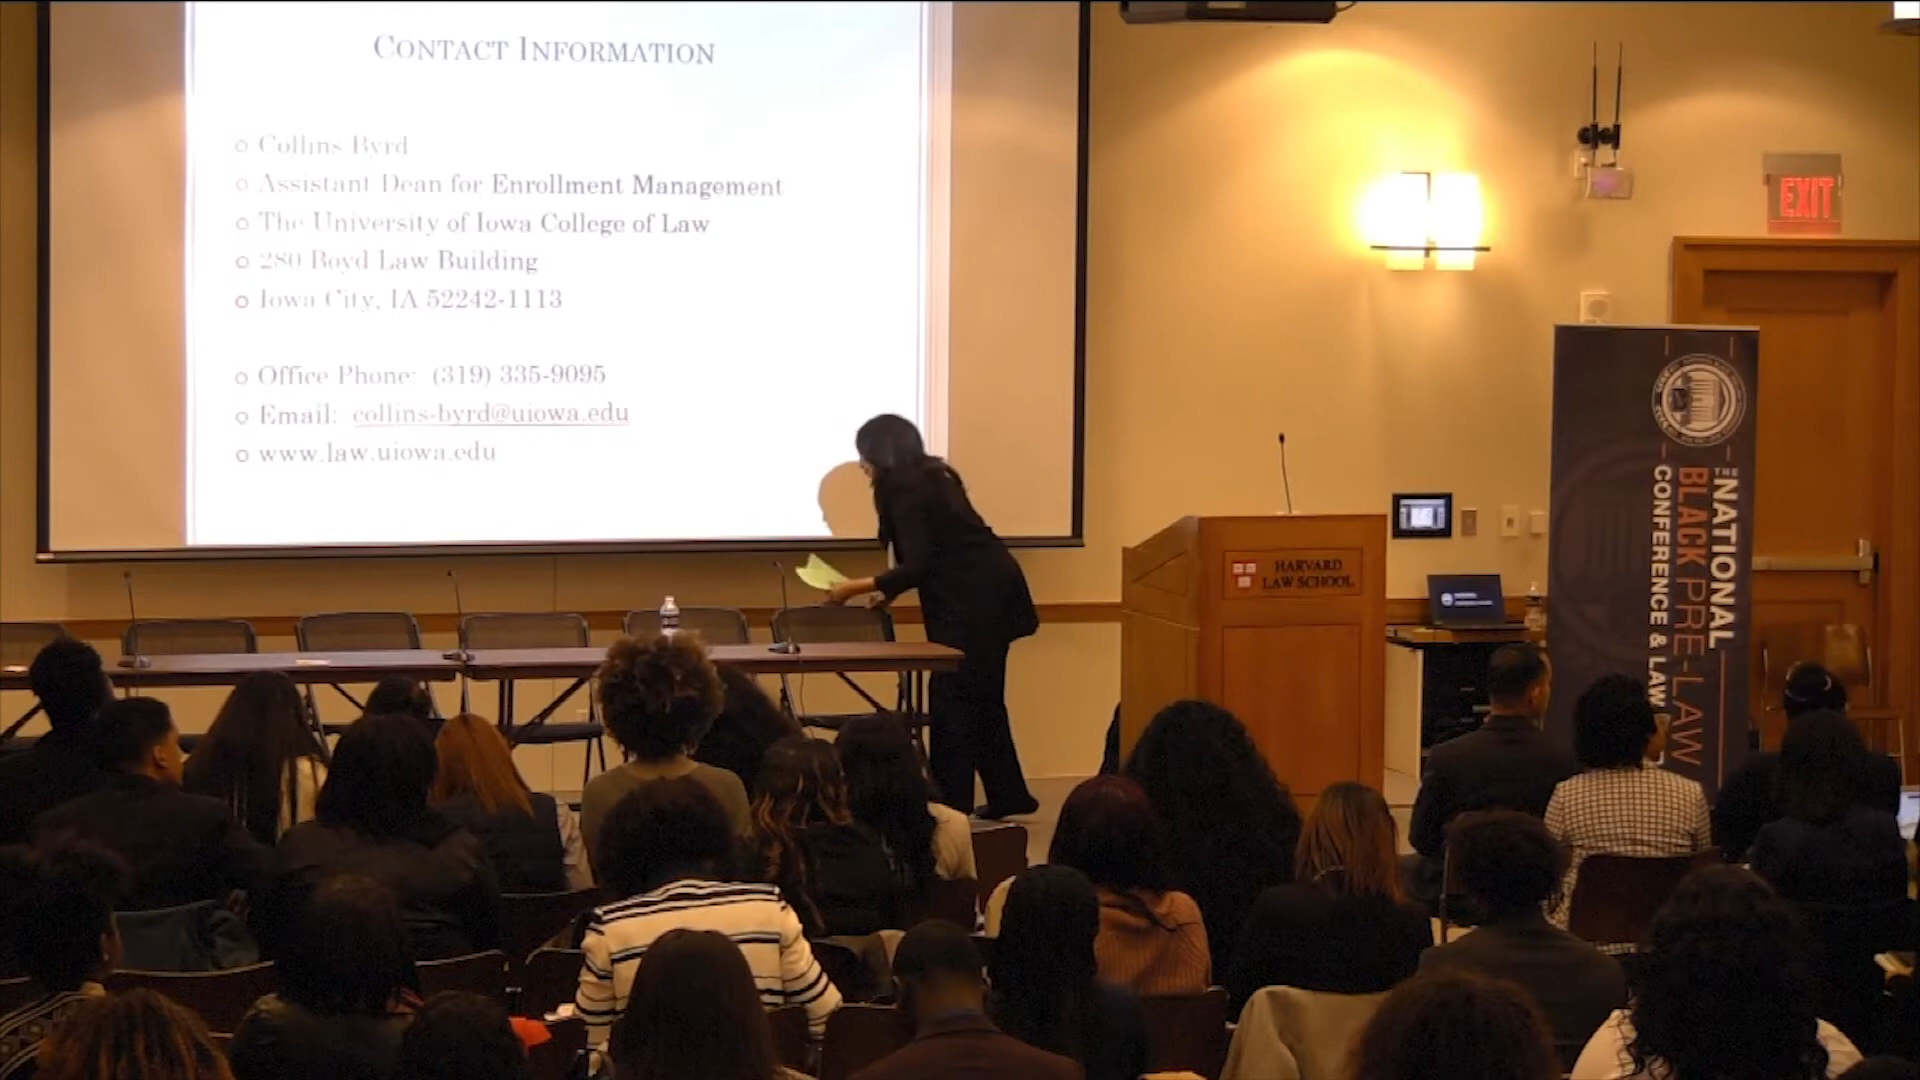 CONTACT INFORMATION
Collins Byrd
Assistant Dean for Enrollment Management
The University of Iowa College of Law
280 Boyd Law Building
Iowa City, IA 52242-1113
Office Phone: (319) 335-9095
Email: collins-byrd@uiowa.edu
www.law.uiowa.edu
EXIT
HARVARD
LAW SCHOOL
THE
NATIONAL
BLACK PRE-LAW
CONFERENCE & LAW